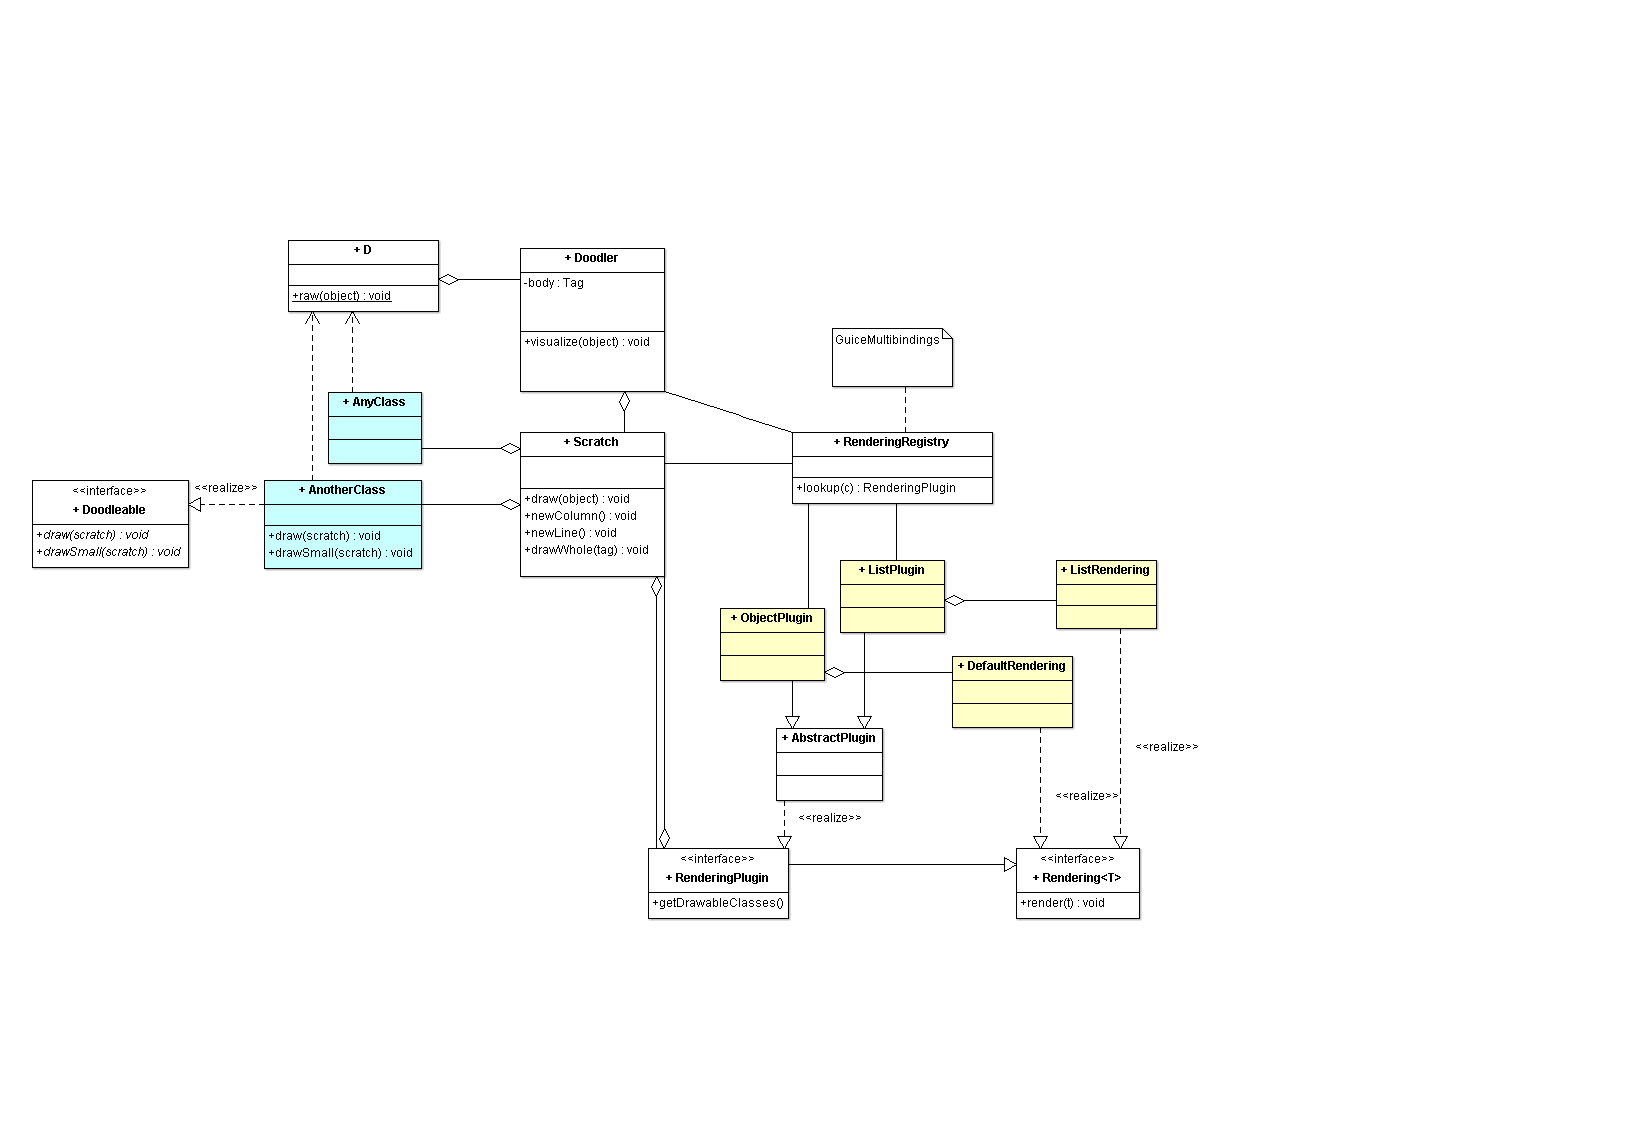 + D
+raw(object) : void
+ Doodler
-body : Tag
+visualize(object) : void
GuiceMultibindings
+ AnyClass
+ Scratch
+draw(object) : void
+newColumn() : void
+newLine() : void
+drawWhole(tag) : void
+ RenderingRegistry
+lookup(c) : RenderingPlugin
<<interface>>
+ Doodleable
+draw(scratch) : void
+drawSmall(scratch) : void
<<realize>>
+ AnotherClass
+draw(scratch) : void
+drawSmall(scratch) : void
+ ListPlugin
+ ListRendering
+ ObjectPlugin
+ DefaultRendering
+ AbstractPlugin
<<realize>>
<<realize>>
<<realize>>
<<interface>>
+ RenderingPlugin
+getDrawableClasses()
<<interface>>
+ Rendering<T>
+render(t) : void